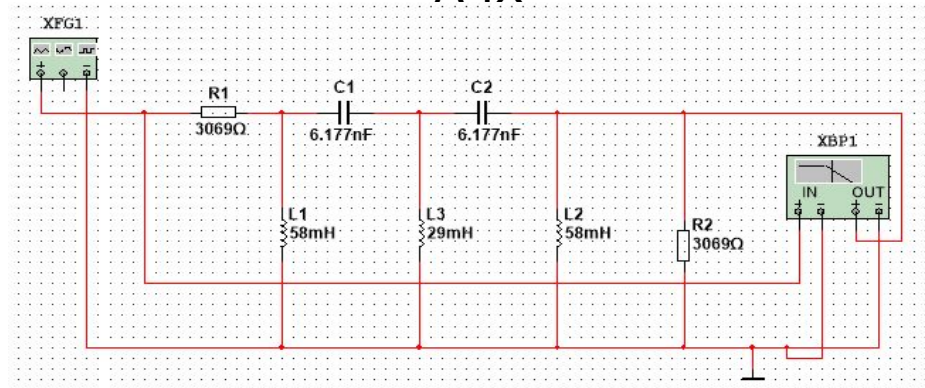 XFG1
R1
3069Ω
C1
6.177nF
C2
6.177nF
XBP1
IN OUT
L1
58mH
L3
29mH
L2
58mH
R2
3069Ω